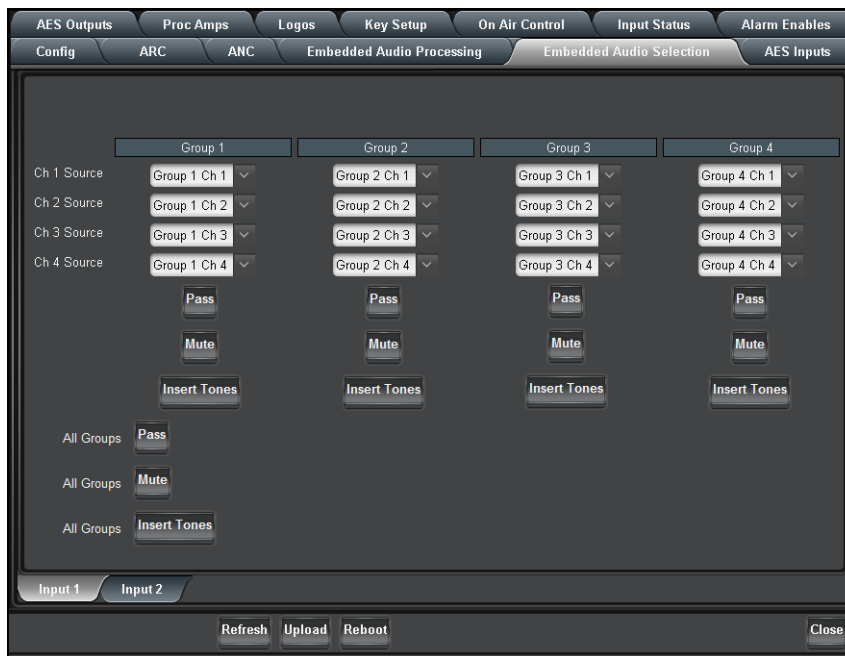 AES Outputs Proc Amps Logos Key Setup On Air Control Input Status Alarm Enables
Config ARC ANC Embedded Audio Processing Embedded Audio Selection AES Inputs
Group 1 Group 2 Group 3 Group 4
Ch 1 Source Group 1 Ch 1 Group 2 Ch 1 Group 3 Ch 1 Group 4 Ch 1
Ch 2 Source Group 1 Ch 2 Group 2 Ch 2 Group 3 Ch 2 Group 4 Ch 2
Ch 3 Source Group 1 Ch 3 Group 2 Ch 3 Group 3 Ch 3 Group 4 Ch 3
Ch 4 Source Group 1 Ch 4 Group 2 Ch 4 Group 3 Ch 4 Group 4 Ch 4
Pass Pass Pass Pass
Mute Mute Mute Mute
Insert Tones Insert Tones Insert Tones Insert Tones
All Groups Pass
All Groups Mute
All Groups Insert Tones
Input 1 Input 2
Refresh Upload Reboot Close